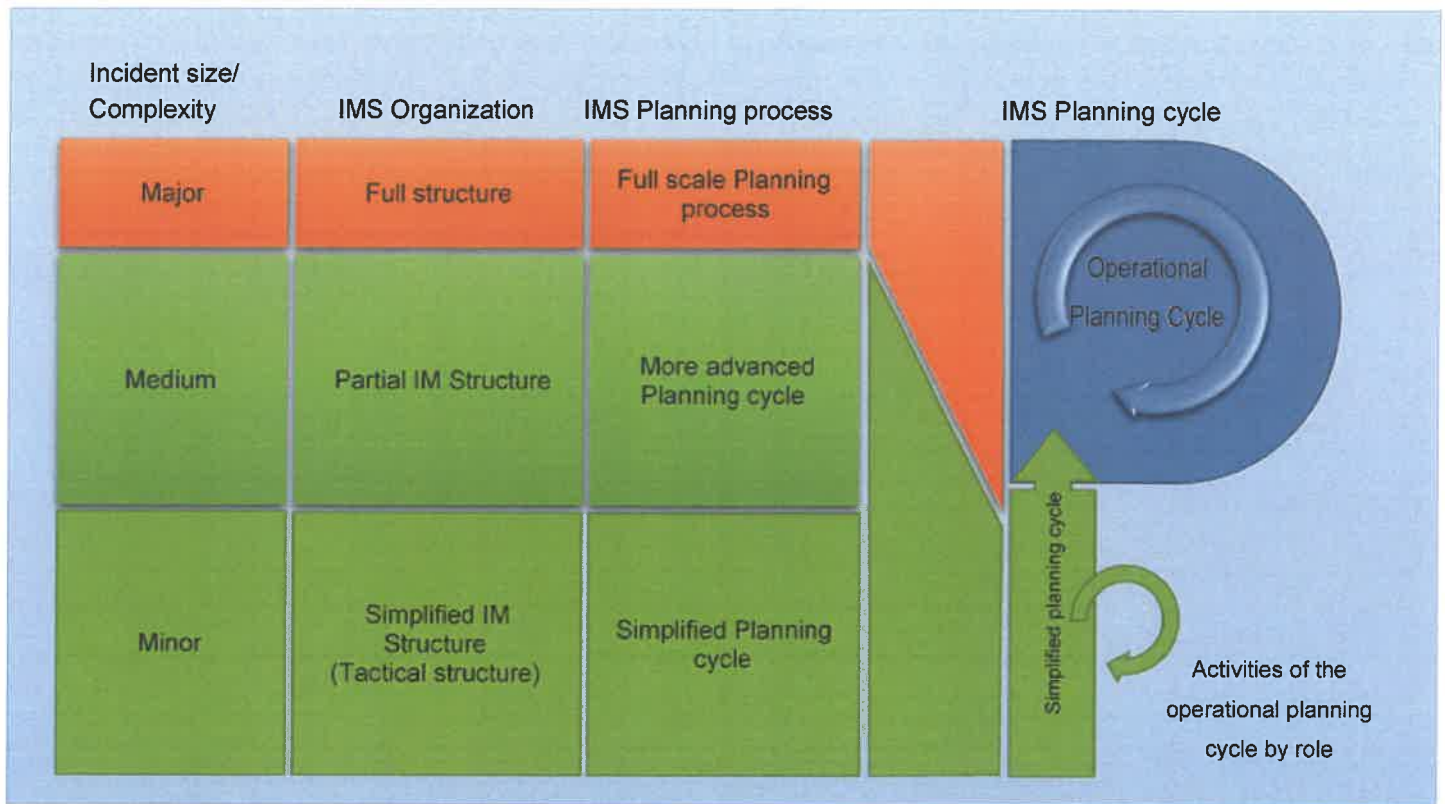 Incident size/
Complexity
IMS Organization
IMS Planning process
IMS Planning cycle
Major
Full structure
Full scale Planning
process
Operational
Planning Cycle
Medium
Partial IM Structure
More advanced
Planning cycle
Minor
Simplified IM
Structure
(Tactical structure)
Simplified Planning
cycle
Simplified planning cycle
Activities of the
operational planning
cycle by role